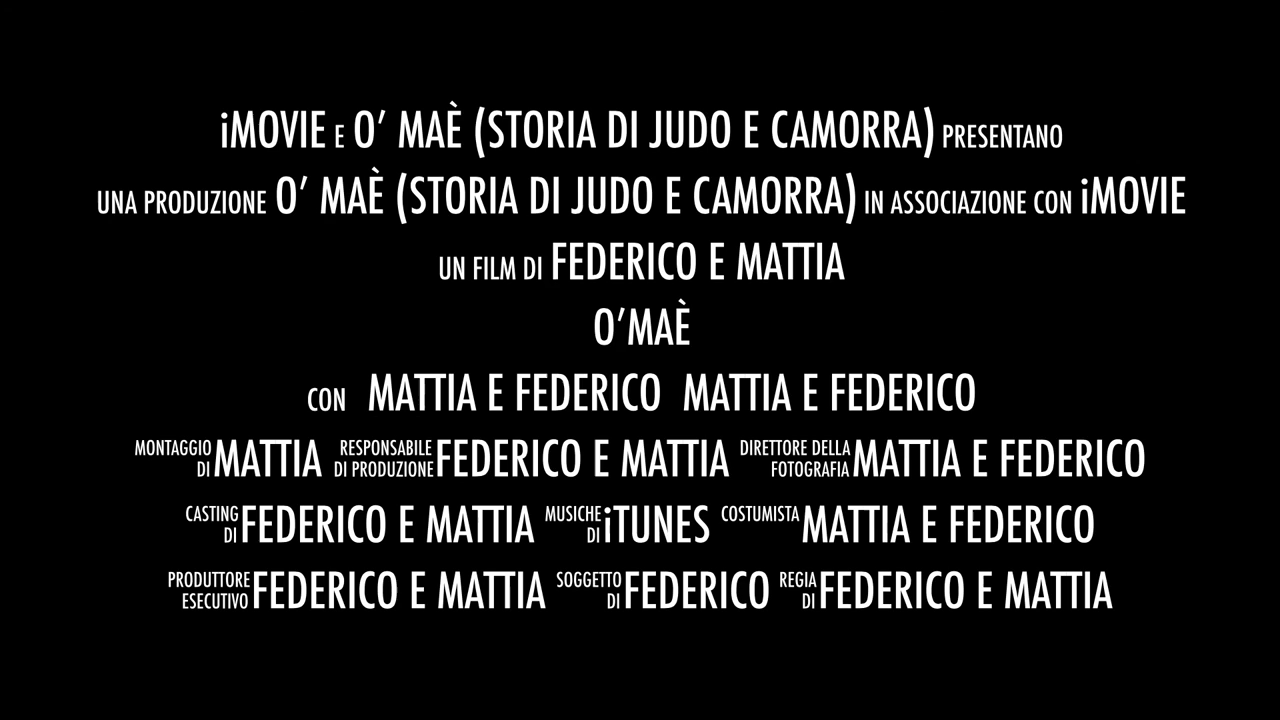 iMOVIE E O’ MAÈ (STORIA DI JUDO E CAMORRA) PRESENTANO
UNA PRODUZIONE O’ MAÈ (STORIA DI JUDO E CAMORRA) IN ASSOCIAZIONE CON iMOVIE
UN FILM DI FEDERICO E MATTIA
O’MAÈ
CON MATTIA E FEDERICO MATTIA E FEDERICO
MONTAGGIO DI MATTIA RESPONSABILE DI PRODUZIONE FEDERICO E MATTIA DIRETTORE DELLA FOTOGRAFIA MATTIA E FEDERICO
CASTING DI FEDERICO E MATTIA MUSICHE DI iTUNES COSTUMISTA MATTIA E FEDERICO
PRODUTTORE ESECUTIVO FEDERICO E MATTIA SOGGETTO DI FEDERICO REGIA DI FEDERICO E MATTIA